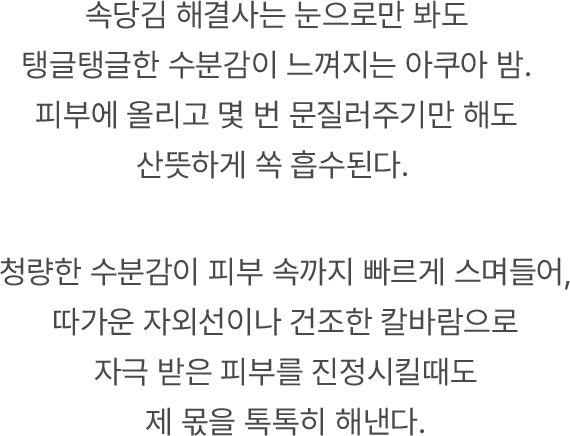 속당김 해결사는 눈으로만 봐도
탱글탱글한 수분감이 느껴지는 아쿠아 밤.
피부에 올리고 몇 번 문질러주기만 해도
산뜻하게 쏙 흡수된다.
청량한 수분감이 피부 속까지 빠르게 스며들어,
따가운 자외선이나 건조한 칼바람으로
자극 받은 피부를 진정시킬때도
제 몫을 톡톡히 해낸다.